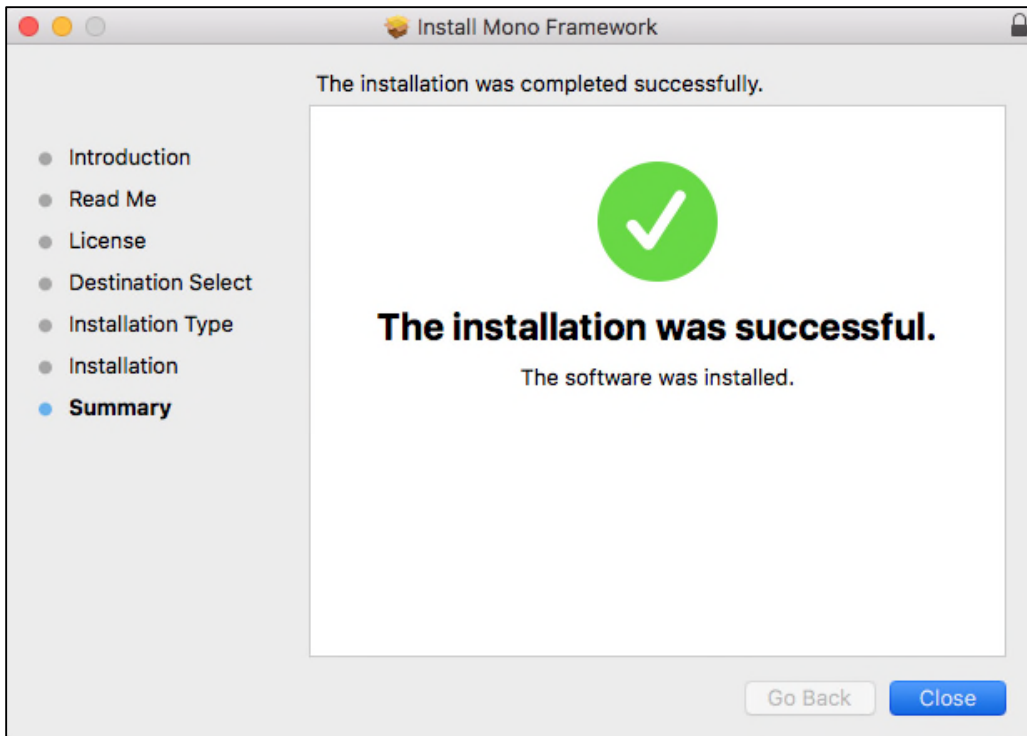 Install Mono Framework
The installation was completed successfully.
Introduction
Read Me
License
Destination Select
Installation Type
Installation
Summary
The installation was successful.
The software was installed.
Go Back
Close